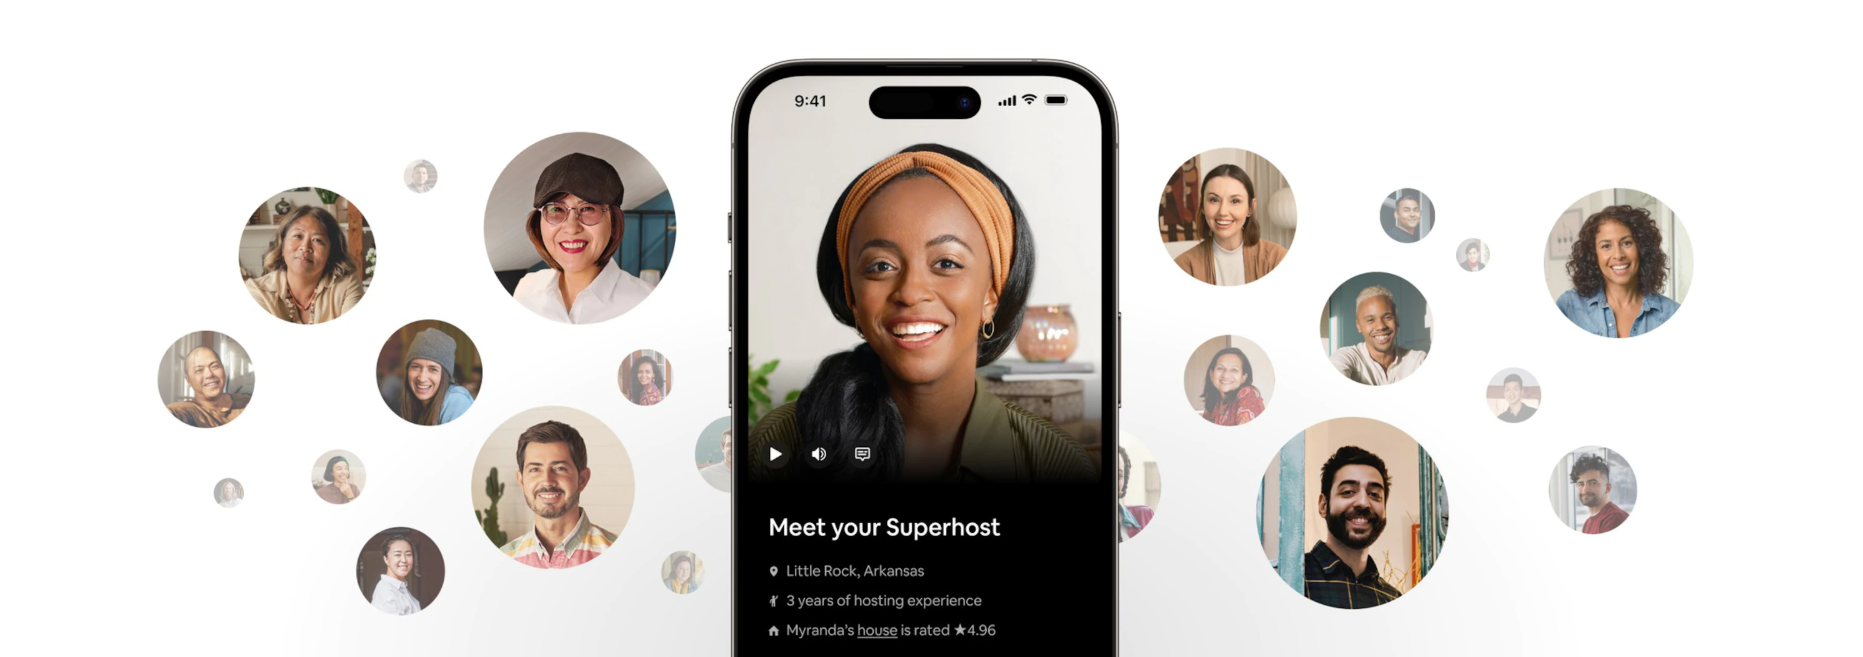 9:41
Meet your Superhost
Little Rock, Arkansas
3 years of hosting experience
Myranda’s house is rated ★4.96